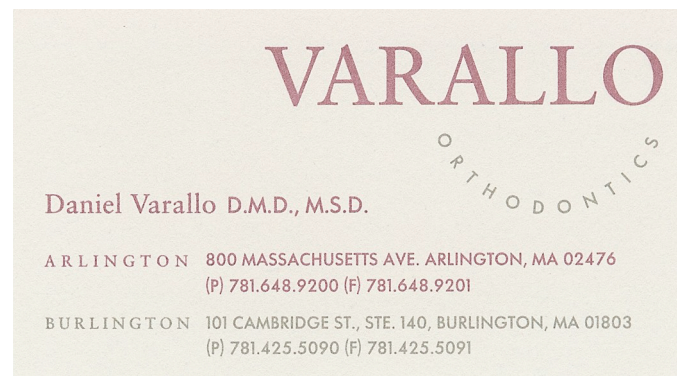 VARALLO
ORTHODONTICS
Daniel Varallo D.M.D., M.S.D.
ARLINGTON 800 MASSACHUSETTS AVE. ARLINGTON, MA 02476
(P) 781.648.9200 (F) 781.648.9201
BURLINGTON 101 CAMBRIDGE ST., STE. 140, BURLINGTON, MA 01803
(P) 781.425.5090 (F) 781.425.5091